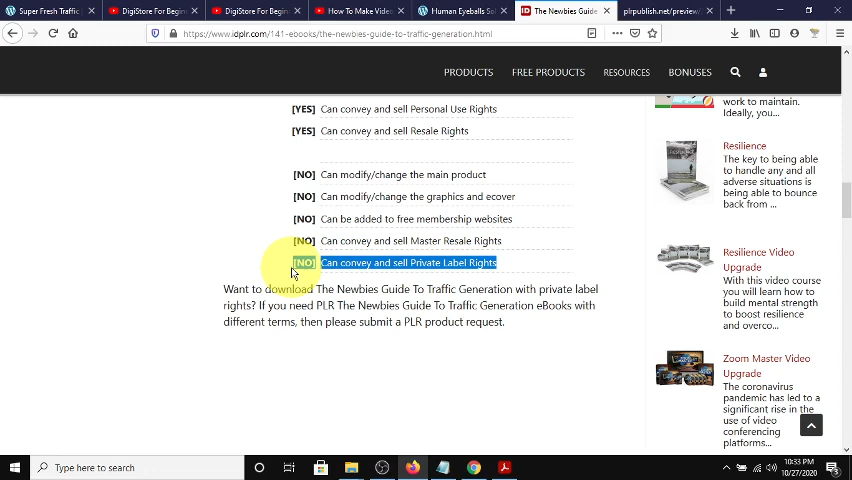 Super Fresh Traffic
DigiStore For Begin
DigiStore For Begin
How To Make Video
Human Eyeballs So
The Newbies Guide
plrpublish.net/preview/
https://www.idplr.com/141-ebooks/the-newbies-guide-to-traffic-generation.html
PRODUCTS FREE PRODUCTS RESOURCES BONUSES
[YES] Can convey and sell Personal Use Rights
[YES] Can convey and sell Resale Rights
[NO] Can modify/change the main product
[NO] Can modify/change the graphics and ecover
[NO] Can be added to free membership websites
[NO] Can convey and sell Master Resale Rights
[NO] Can convey and sell Private Label Rights
Want to download The Newbies Guide To Traffic Generation with private label
rights? If you need PLR The Newbies Guide To Traffic Generation eBooks with
different terms, then please submit a PLR product request.
work to maintain.
Ideally, you...
Resilience
The key to being able
to handle any and all
adverse situations is
being able to bounce
back from ...
Resilience Video
Upgrade
With this video course
you will learn how to
build mental strength
to boost resilience
and overco...
Zoom Master Video
Upgrade
The coronavirus
pandemic has led to a
significant rise in the
use of video
conferencing
platforms...
Type here to search
10:33 PM
10/27/2020